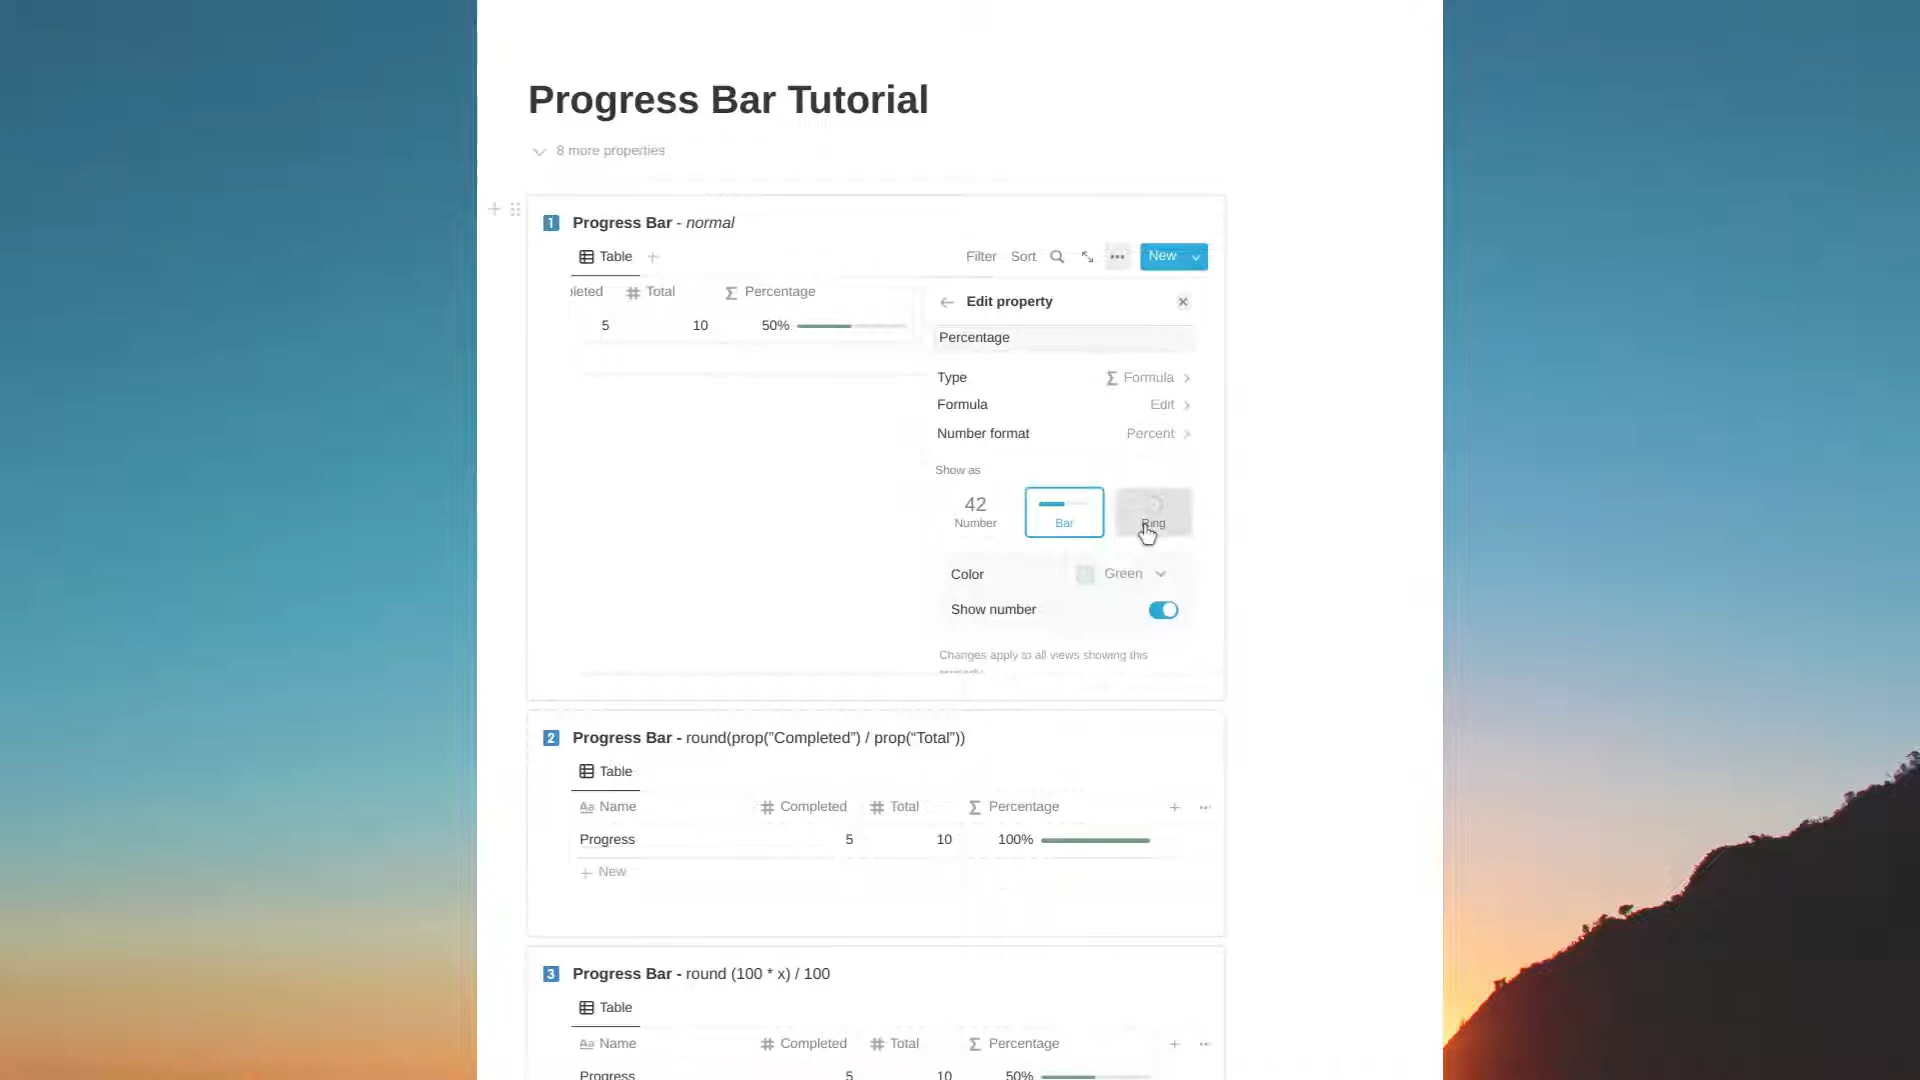 Progress Bar Tutorial
8 more properties
1 Progress Bar - normal
Table
Filter Sort New
pleted Total Percentage
5 10 50%
Edit property
Percentage
Type Formula
Formula Edit
Number format Percent
Show as
42
Number Bar Ring
Color Green
Show number
Changes apply to all views showing this
2 Progress Bar - round(prop("Completed") / prop(“Total”))
Table
Aa Name Completed Total Percentage
Progress 5 10 100%
New
3 Progress Bar - round (100 * x) / 100
Table
Aa Name Completed Total Percentage
Progress 5 10 50%